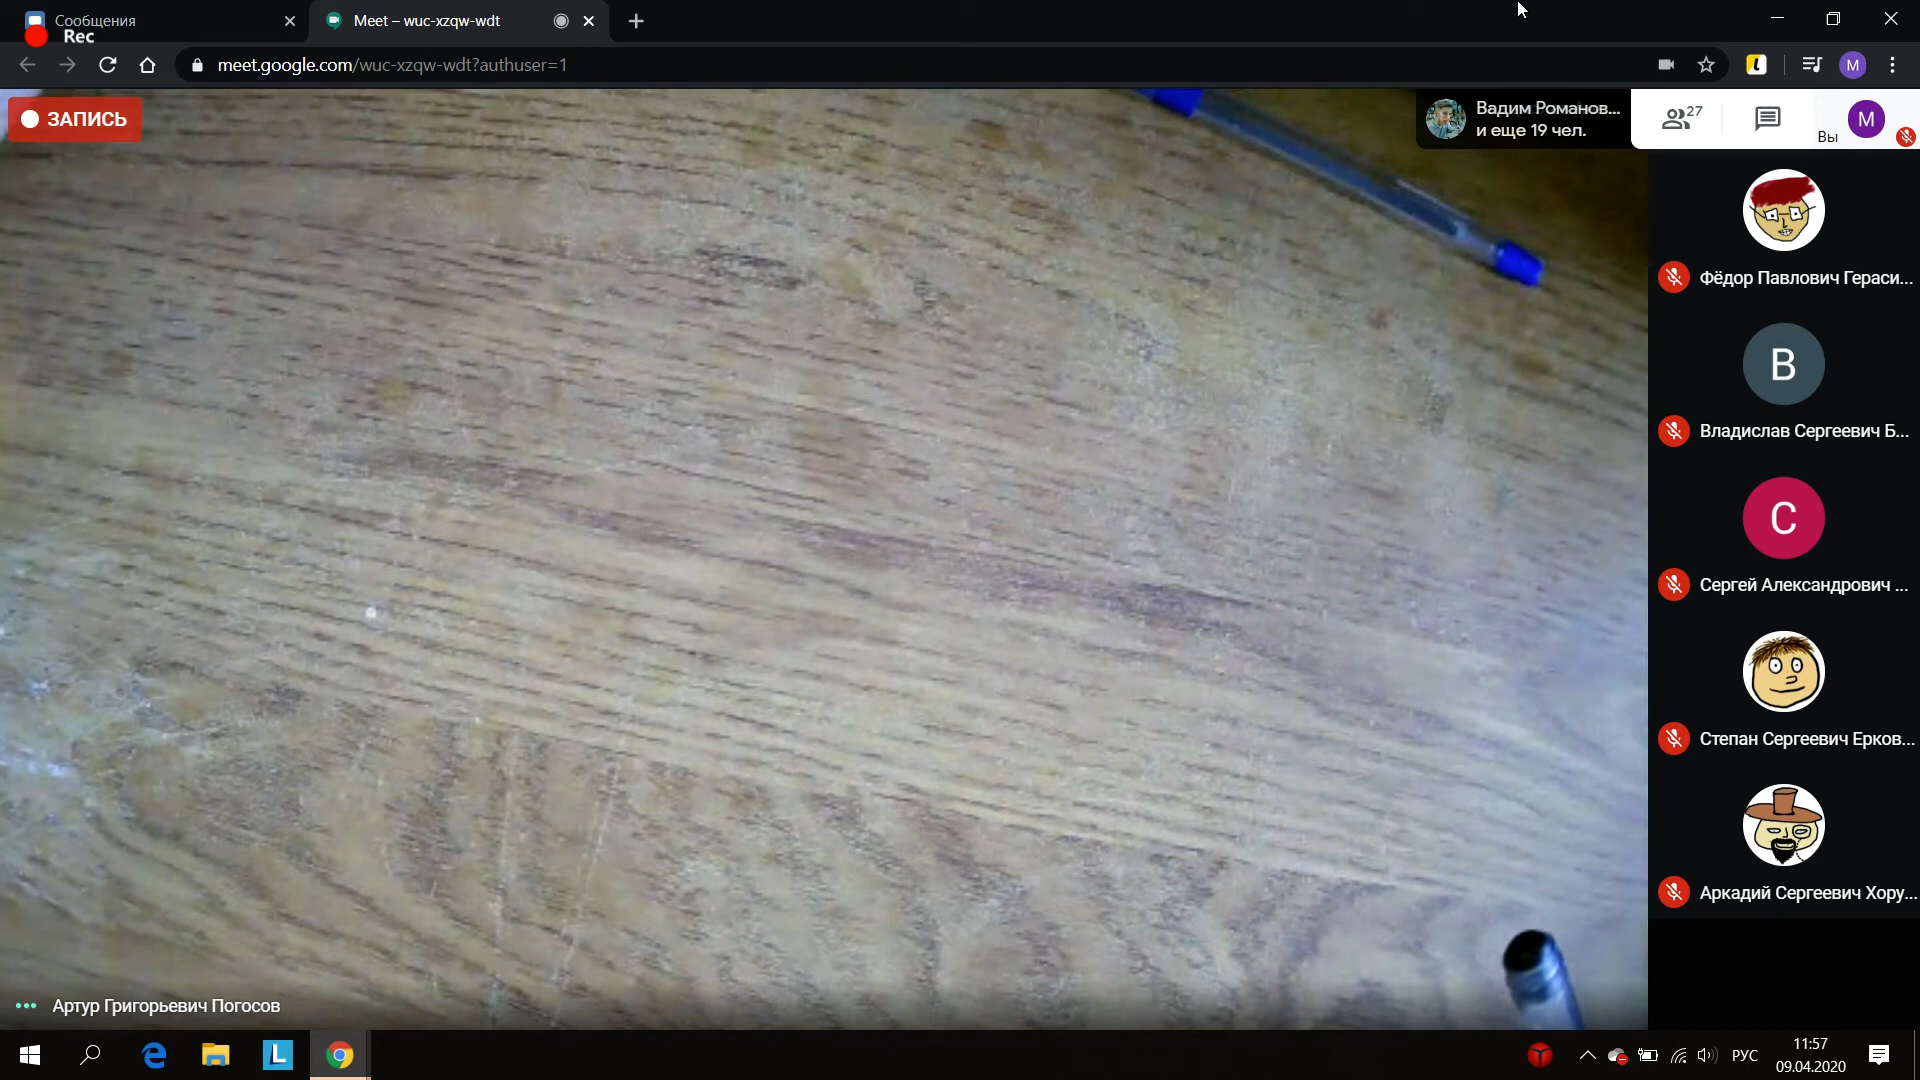 Сообщения
Rec
Meet – wuc-xzqw-wdt
meet.google.com/wuc-xzqw-wdt?authuser=1
M
ЗАПИСЬ
Вадим Романов...
и еще 19 чел.
27
Вы
M
Фёдор Павлович Гераси...
В
Владислав Сергеевич Б...
С
Сергей Александрович ...
Степан Сергеевич Ерков...
Аркадий Сергеевич Хору...
Артур Григорьевич Погосов
L
РУС
11:57
09.04.2020